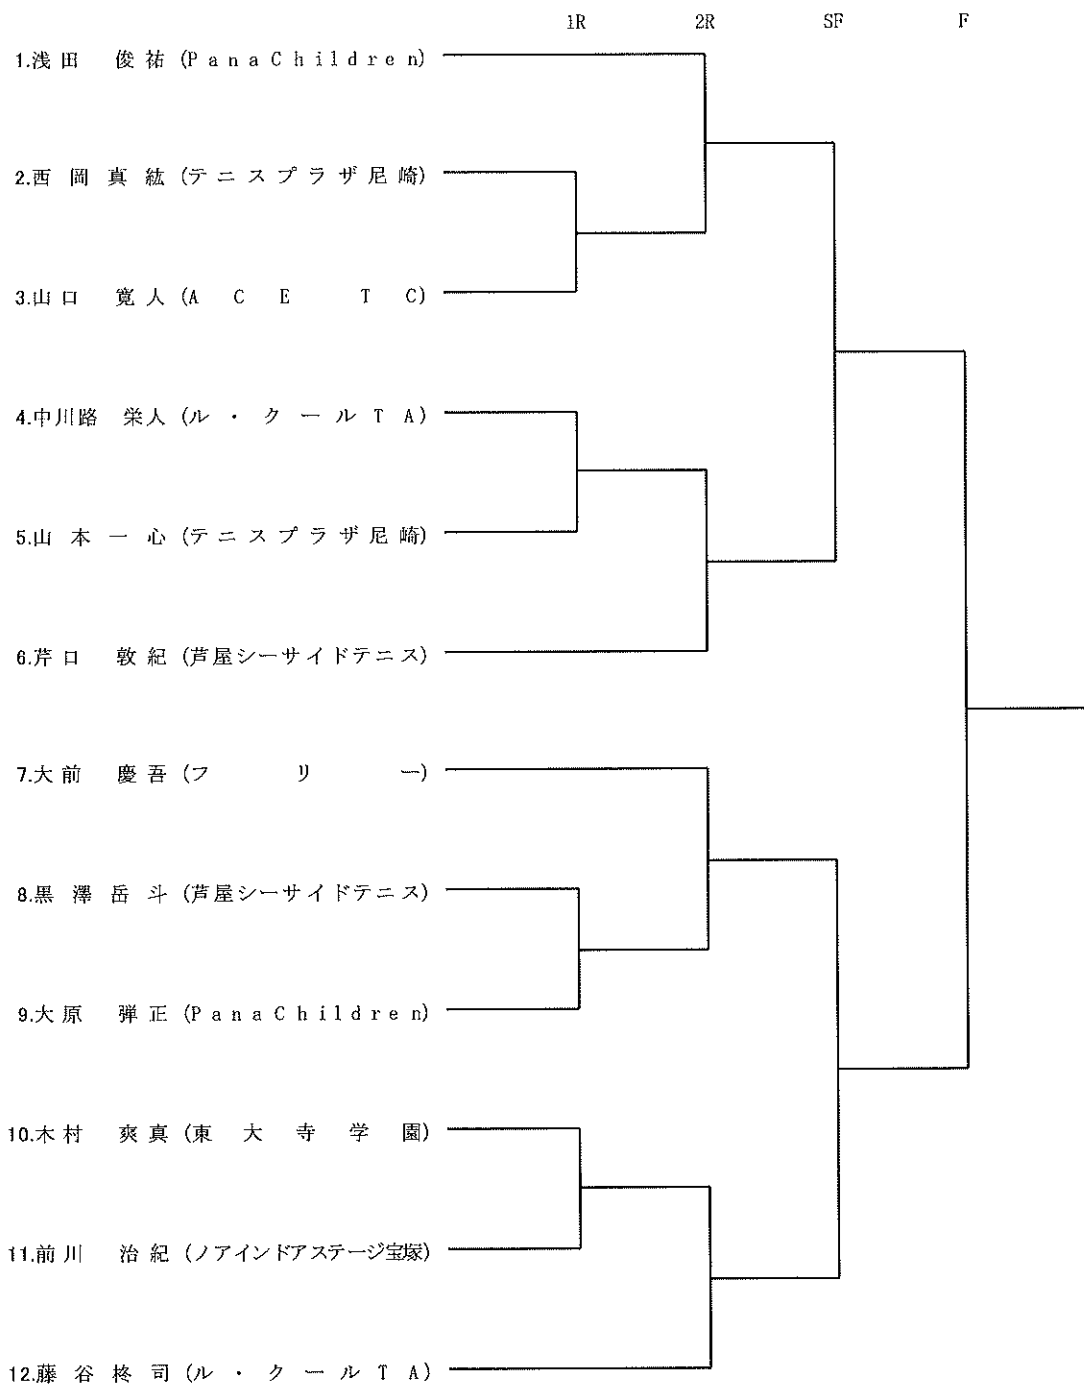 1R 2R SF F
1.浅田 俊祐 (PanaChildren)
2.西岡真紘 (テニスプラザ尼崎)
3.山口 寛人 (ACE TC)
4.中川路 栄人 (ル・クールTA)
5.山本一心 (テニスプラザ尼崎)
6.芹口 敦紀 (芦屋シーサイドテニス)
7.大前 慶吾 (フリー)
8.黒澤岳斗 (芦屋シーサイドテニス)
9.大原 弾正 (PanaChildren)
10.木村 爽真 (東大寺学園)
11.前川 治紀 (ノアインドアステージ宝塚)
12.藤谷柊司 (ル・クールTA)